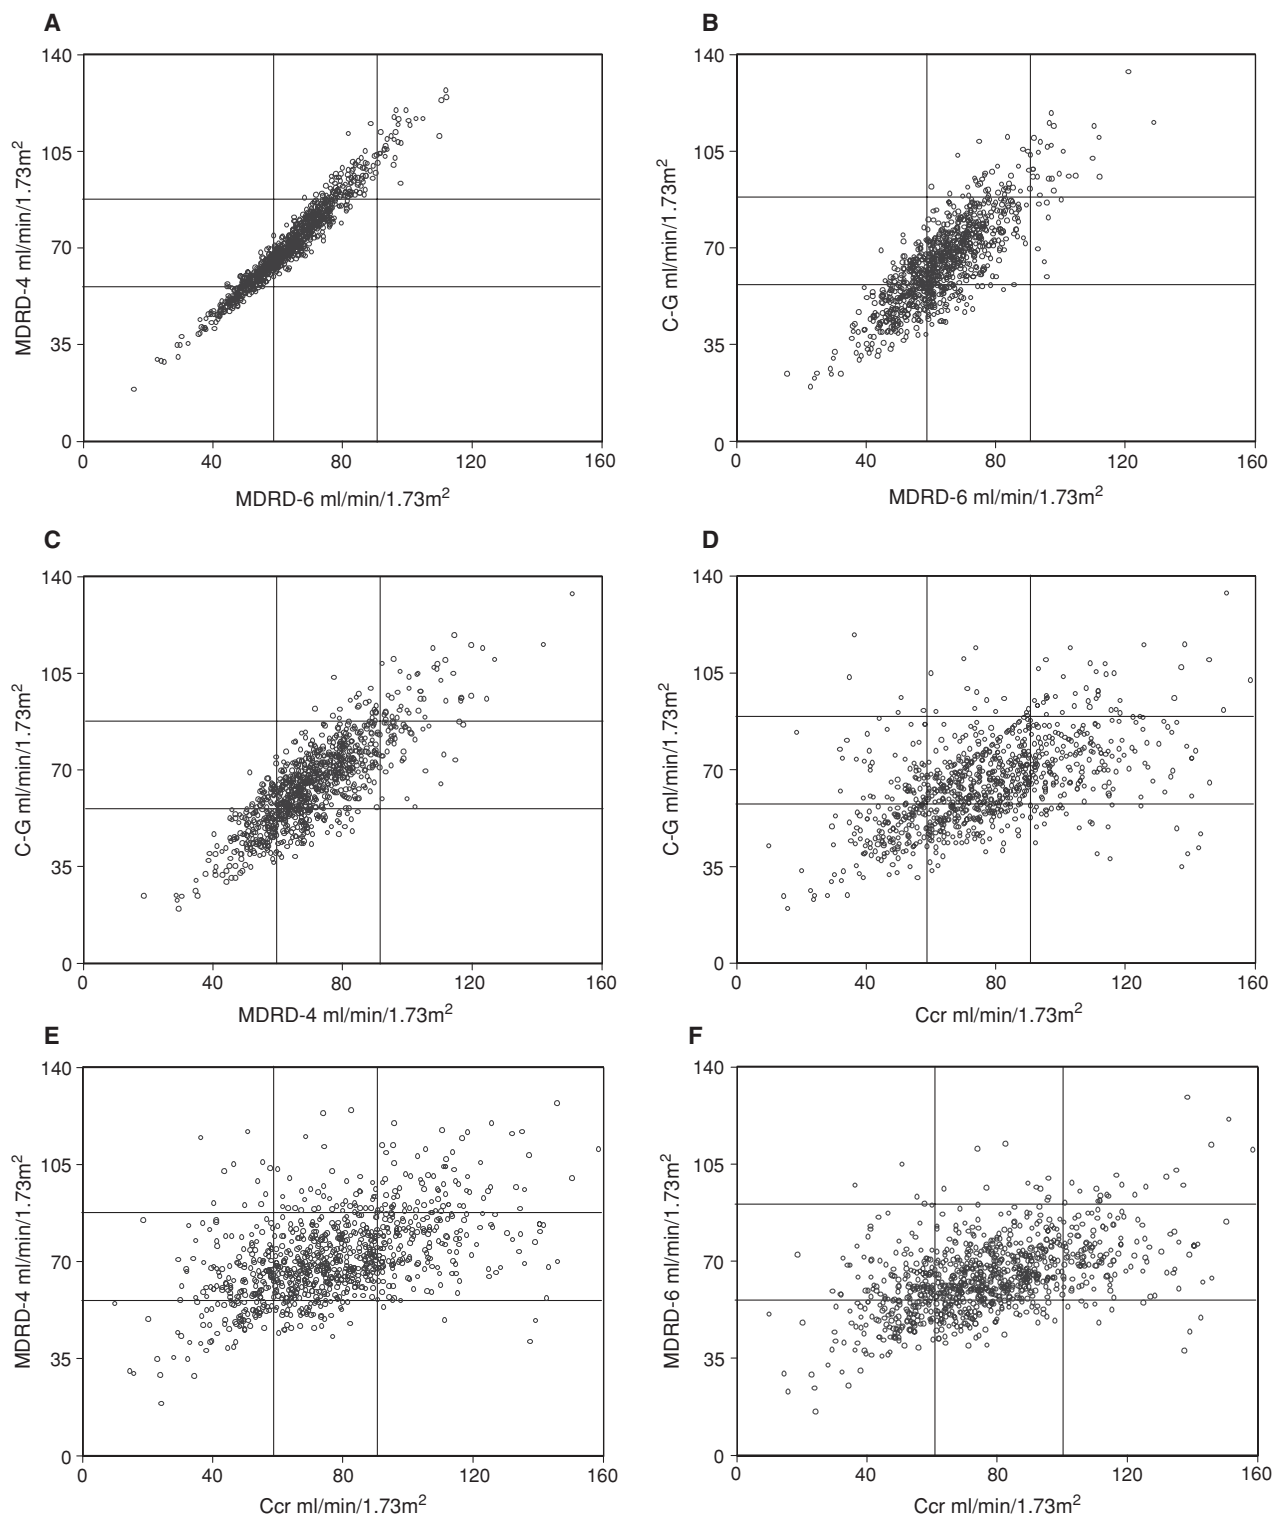 A
140
105
70
35
0
MDRD-4 ml/min/1.73m²
0 40 80 120 160
MDRD-6 ml/min/1.73m²
B
140
105
70
35
0
C-G ml/min/1.73m²
0 40 80 120 160
MDRD-6 ml/min/1.73m²
C
140
105
70
35
0
C-G ml/min/1.73m²
0 40 80 120 160
MDRD-4 ml/min/1.73m²
D
140
105
70
35
0
C-G ml/min/1.73m²
0 40 80 120 160
Ccr ml/min/1.73m²
E
140
105
70
35
0
MDRD-4 ml/min/1.73m²
0 40 80 120 160
Ccr ml/min/1.73m²
F
140
105
70
35
0
MDRD-6 ml/min/1.73m²
0 40 80 120 160
Ccr ml/min/1.73m²